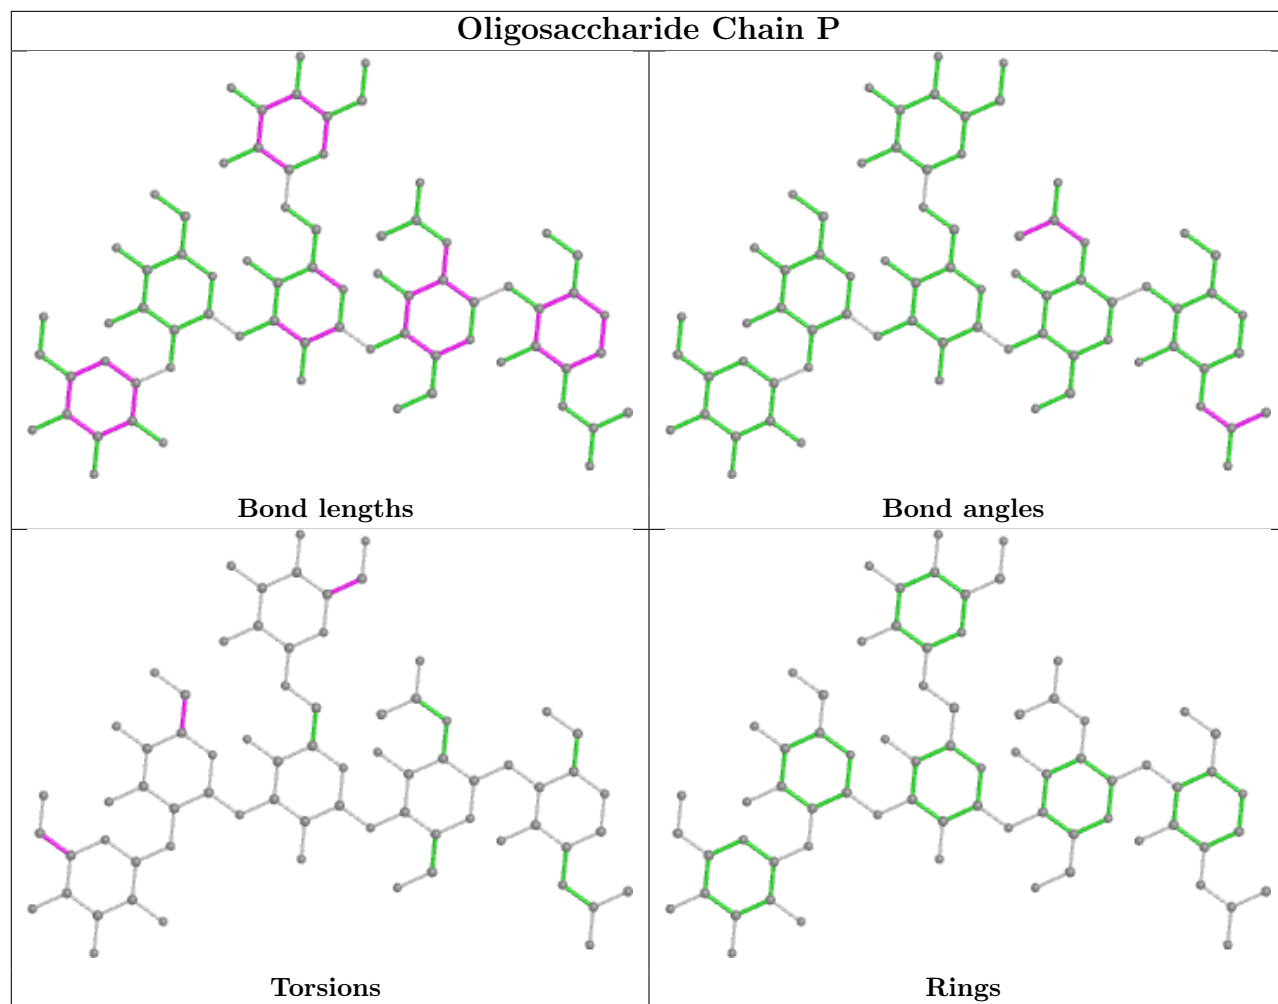 Oligosaccharide Chain P
Bond lengths
Bond angles
Torsions
Rings